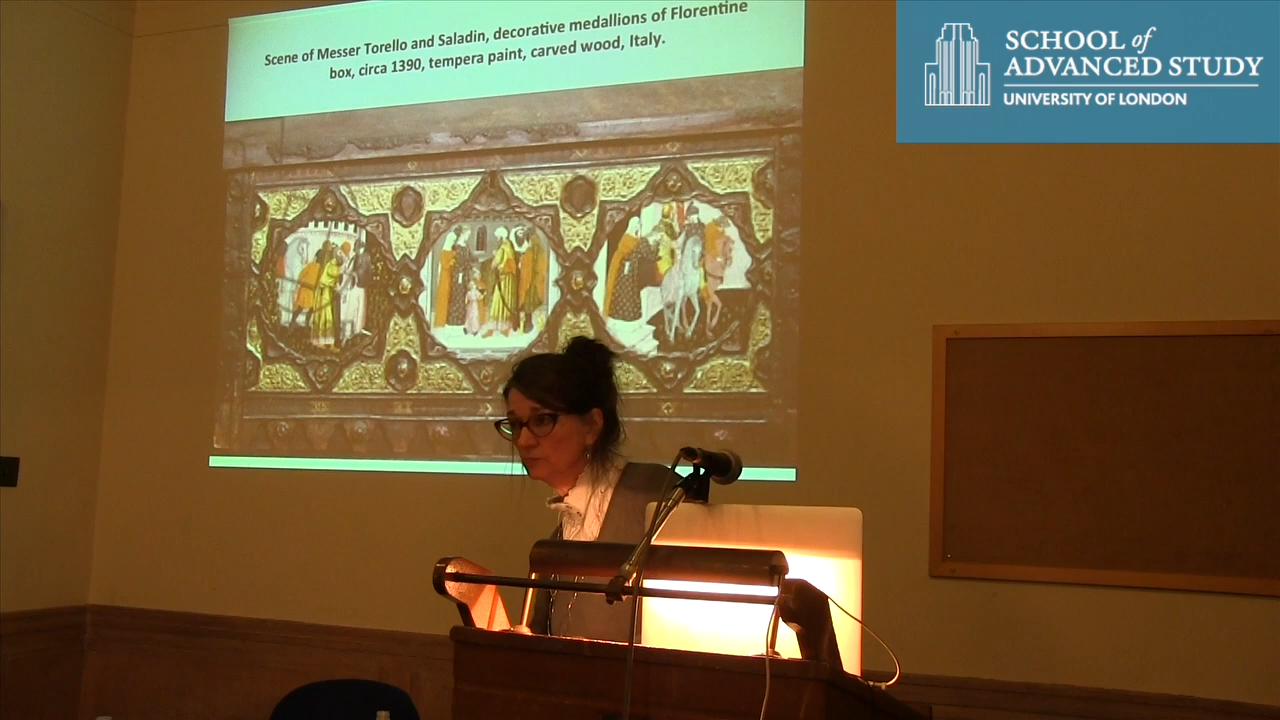 Scene of Messer Torello and Saladin, decorative medallions of Florentine
box, circa 1390, tempera paint, carved wood, Italy.
SCHOOL of
ADVANCED STUDY
UNIVERSITY OF LONDON